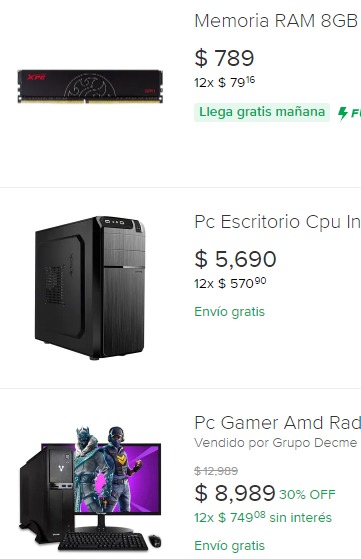 Memoria RAM 8GB
$ 789
12x $ 79 16
Llega gratis mañana
XPG
Pc Escritorio Cpu In
$ 5,690
12x $ 570 90
Envío gratis
Pc Gamer Amd Rad
Vendido por Grupo Decme
$ 12,989
$ 8,989 30% OFF
12x $ 749 08 sin interés
Envío gratis